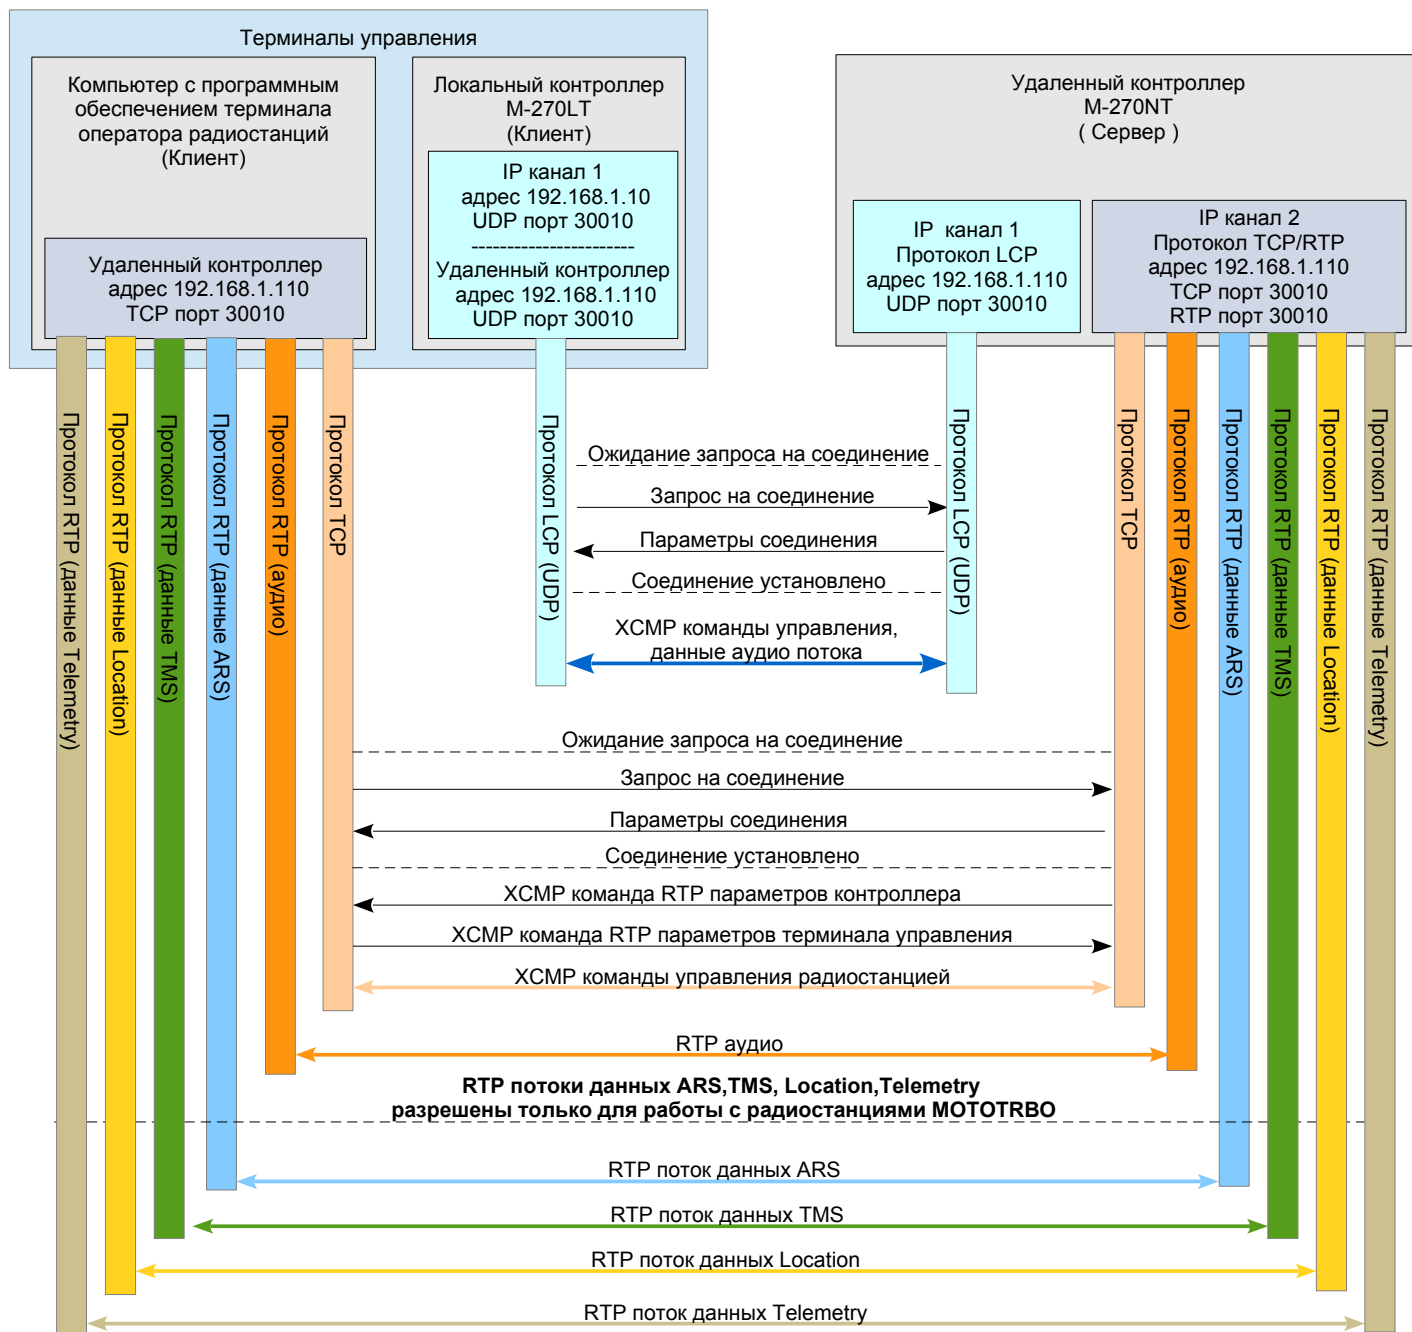 Терминалы управления
Компьютер с программным
обеспечением терминала
оператора радиостанций
(Клиент)
Удаленный контроллер
адрес 192.168.1.110
TCP порт 30010
Локальный контроллер
M-270LT
(Клиент)
IP канал 1
адрес 192.168.1.10
UDP порт 30010
------------------------
Удаленный контроллер
адрес 192.168.1.110
UDP порт 30010
Удаленный контроллер
M-270NT
( Сервер )
IP канал 1
Протокол LCP
адрес 192.168.1.110
UDP порт 30010
IP канал 2
Протокол TCP/RTP
адрес 192.168.1.110
TCP порт 30010
RTP порт 30010
Протокол RTP (данные Telemetry)
Протокол RTP (данные Location)
Протокол RTP (данные TMS)
Протокол RTP (данные ARS)
Протокол RTP (аудио)
Протокол TCP
Протокол LCP (UDP)
Протокол LCP (UDP)
Протокол TCP
Протокол RTP (аудио)
Протокол RTP (данные ARS)
Протокол RTP (данные TMS)
Протокол RTP (данные Location)
Протокол RTP (данные Telemetry)
Ожидание запроса на соединение
Запрос на соединение
Параметры соединения
Соединение установлено
XCMP команды управления,
данные аудио потока
Ожидание запроса на соединение
Запрос на соединение
Параметры соединения
Соединение установлено
XCMP команда RTP параметров контроллера
XCMP команда RTP параметров терминала управления
XCMP команды управления радиостанцией
RTP аудио
RTP потоки данных ARS,TMS, Location,Telemetry
разрешены только для работы с радиостанциями MOTOTRBO
RTP поток данных ARS
RTP поток данных TMS
RTP поток данных Location
RTP поток данных Telemetry